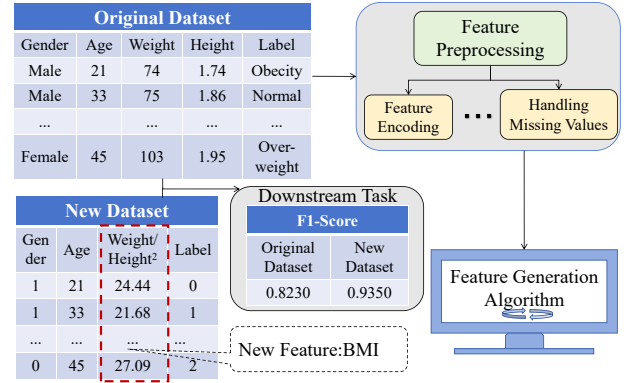 Original Dataset
Gender Age Weight Height Label
Male 21 74 1.74 Obecity
Male 33 75 1.86 Normal
... ... ... ...
Female 45 103 1.95 Over-
weight
Feature
Preprocessing
Feature
Encoding
...
Handling
Missing Values
New Dataset
Gen
der Age Weight/
Height² Label
1 21 24.44 0
1 33 21.68 1
... ... ... ...
0 45 27.09 2
Downstream Task
F1-Score
Original
Dataset
New
Dataset
0.8230 0.9350
New Feature:BMI
Feature Generation
Algorithm